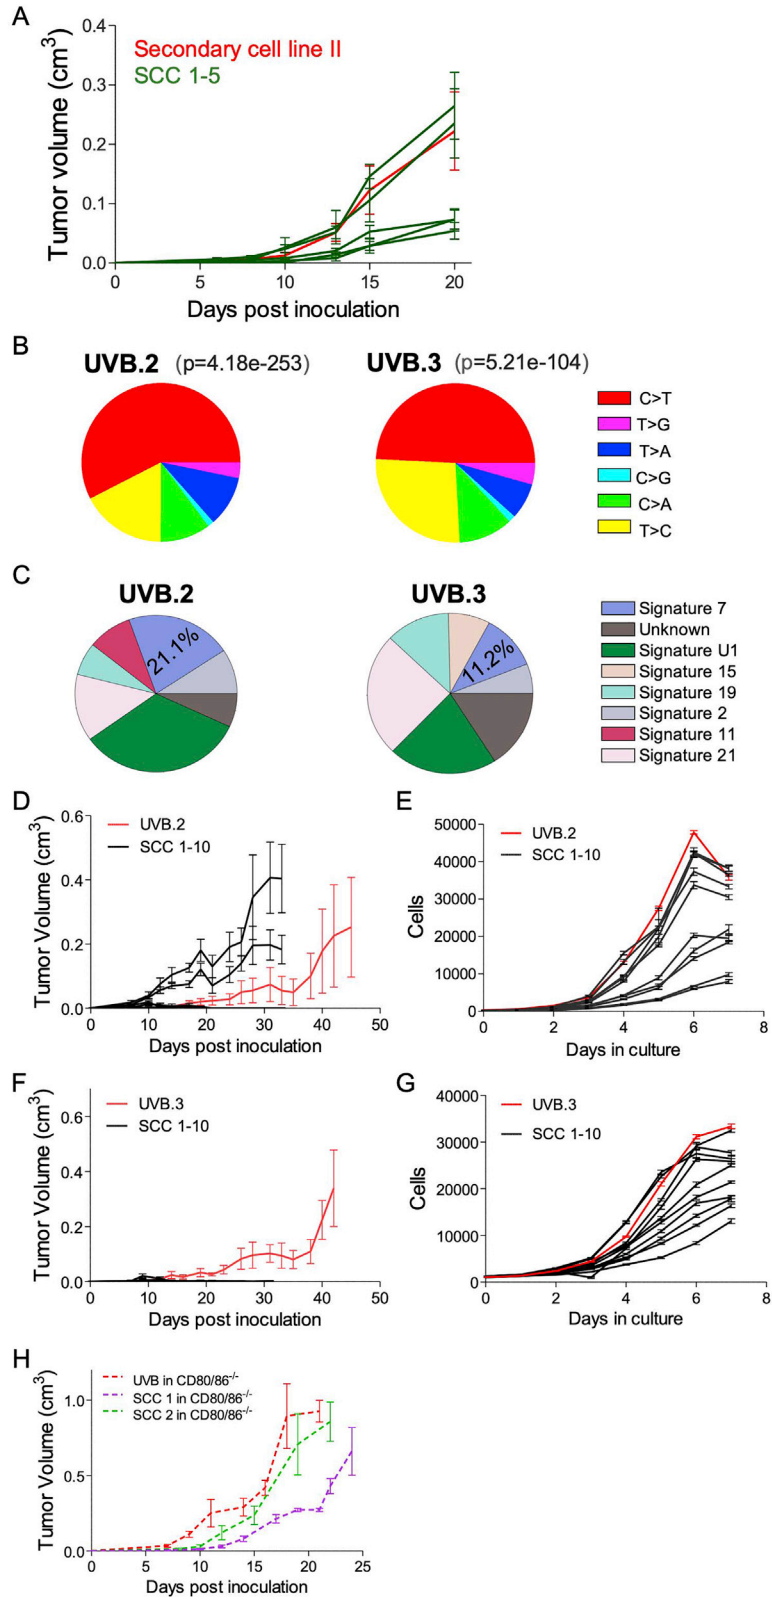 A
Tumor volume (cm3)
0.4
0.3
0.2
0.1
0.0
Secondary cell line II
SCC 1-5
0 5 10 15 20
Days post inoculation
B
UVB.2 (p=4.18e-253)
UVB.3 (p=5.21e-104)
C>T
T>G
T>A
C>G
C>A
T>C
C
UVB.2
21.1%
UVB.3
11.2%
Signature 7
Unknown
Signature U1
Signature 15
Signature 19
Signature 2
Signature 11
Signature 21
D
Tumor Volume (cm3)
0.6
0.4
0.2
0.0
UVB.2
SCC 1-10
0 10 20 30 40 50
Days post inoculation
E
Cells
50000
40000
30000
20000
10000
0
UVB.2
SCC 1-10
0 2 4 6 8
Days in culture
F
Tumor Volume (cm3)
0.6
0.4
0.2
0.0
UVB.3
SCC 1-10
0 10 20 30 40 50
Days post inoculation
G
Cells
40000
30000
20000
10000
0
UVB.3
SCC 1-10
0 2 4 6 8
Days in culture
H
Tumor Volume (cm3)
1.0
0.5
0.0
UVB in CD80/86-/-
SCC 1 in CD80/86-/-
SCC 2 in CD80/86-/-
0 5 10 15 20 25
Days post inoculation